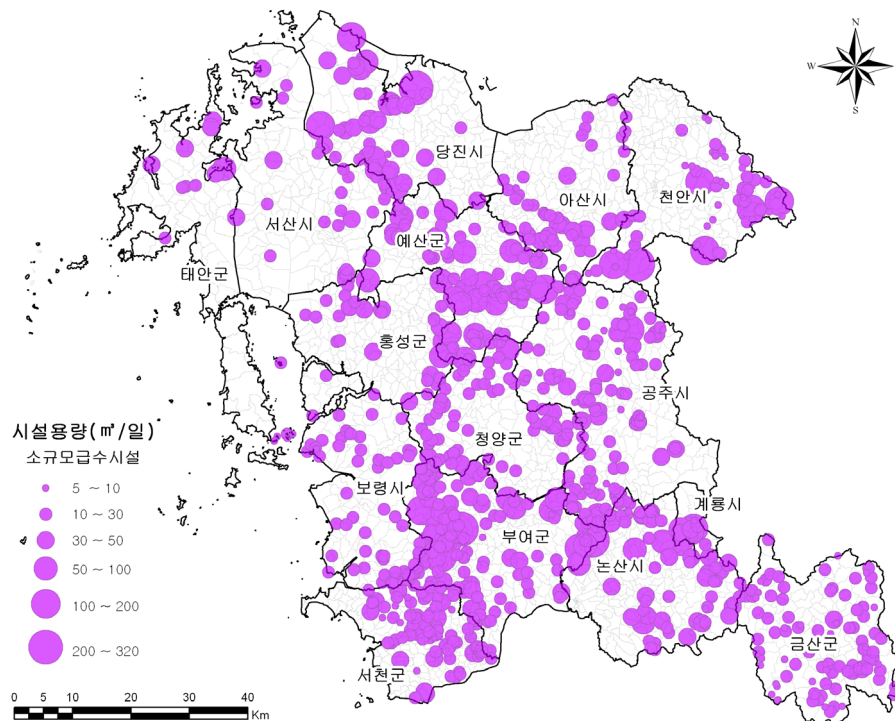 N
W
E
S
당진시
아산시
천안시
서산시
예산군
태안군
홍성군
공주시
시설용량(㎥/일)
소규모급수시설
5 ~ 10
10 ~ 30
30 ~ 50
50 ~ 100
100 ~ 200
200 ~ 320
청양군
보령시
계룡시
부여군
논산시
금산군
서천군
0 5 10 20 30 40
Km